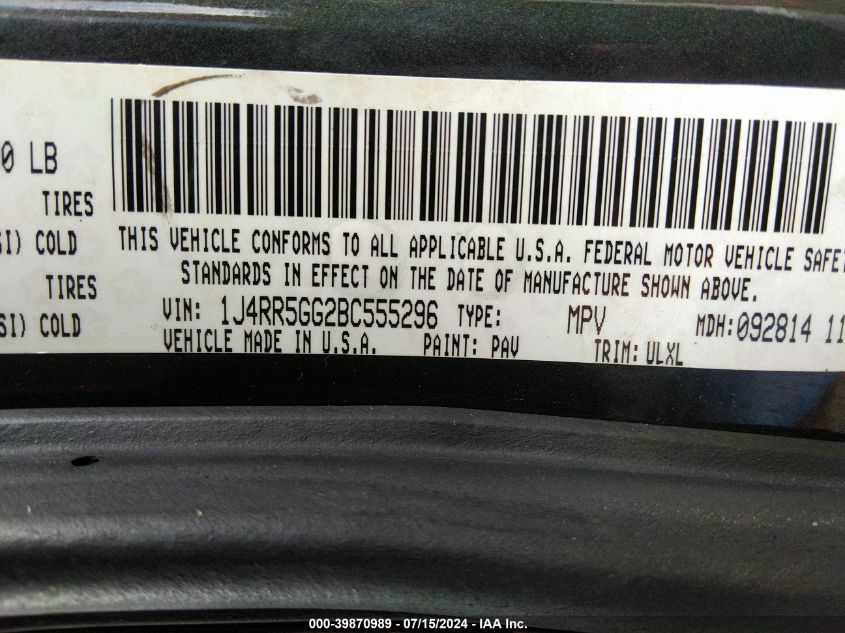 0 LB
TIRES
SI) COLD
TIRES
SI) COLD
THIS VEHICLE CONFORMS TO ALL APPLICABLE U.S.A. FEDERAL MOTOR VEHICLE SAFET
STANDARDS IN EFFECT ON THE DATE OF MANUFACTURE SHOWN ABOVE.
VIN: 1J4RR5GG2BC555296 TYPE: MPV MDH:092814 11
VEHICLE MADE IN U.S.A. PAINT: PAV TRIM: ULXL
000-39870989 - 07/15/2024 - IAA Inc.